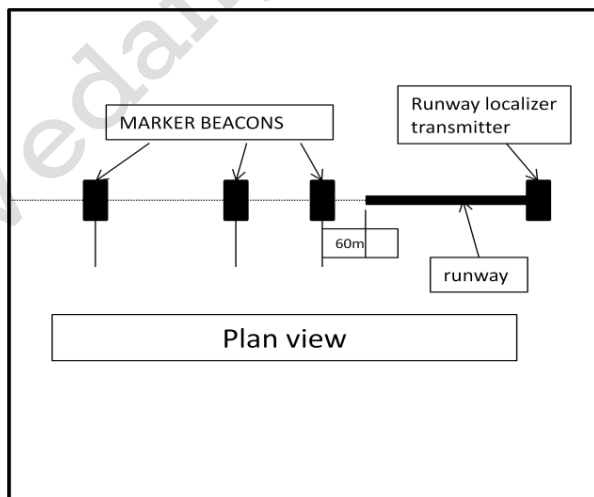 MARKER BEACONS
Runway localizer
transmitter
60m
runway
Plan view